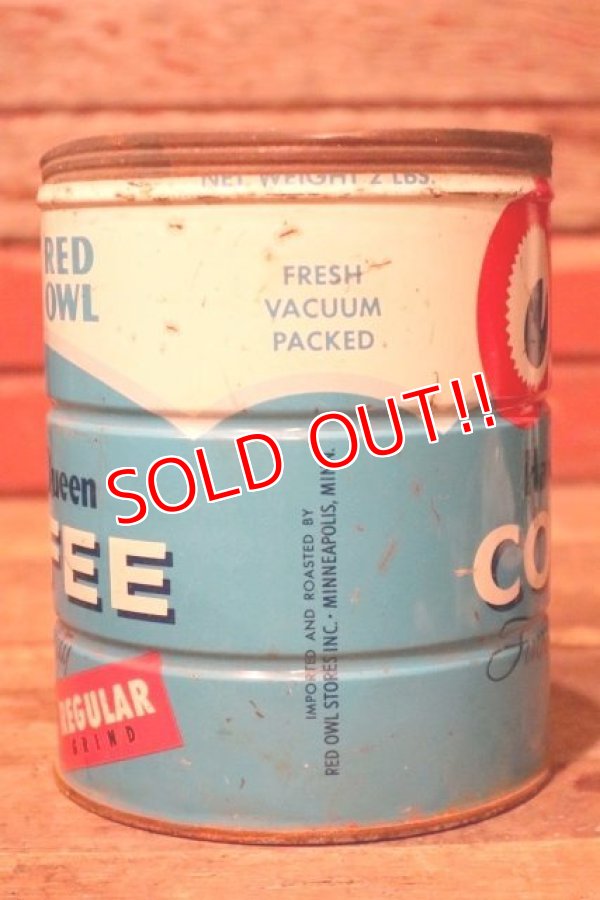 NET WEIGHT 2 LBS.
RED
OWL
FRESH
VACUUM
PACKED
SOLD OUT!!
ueen
FEE
CO
REGULAR
GRIND
IMPORTED AND ROASTED BY
RED OWL STORES INC. · MINNEAPOLIS, MINN.